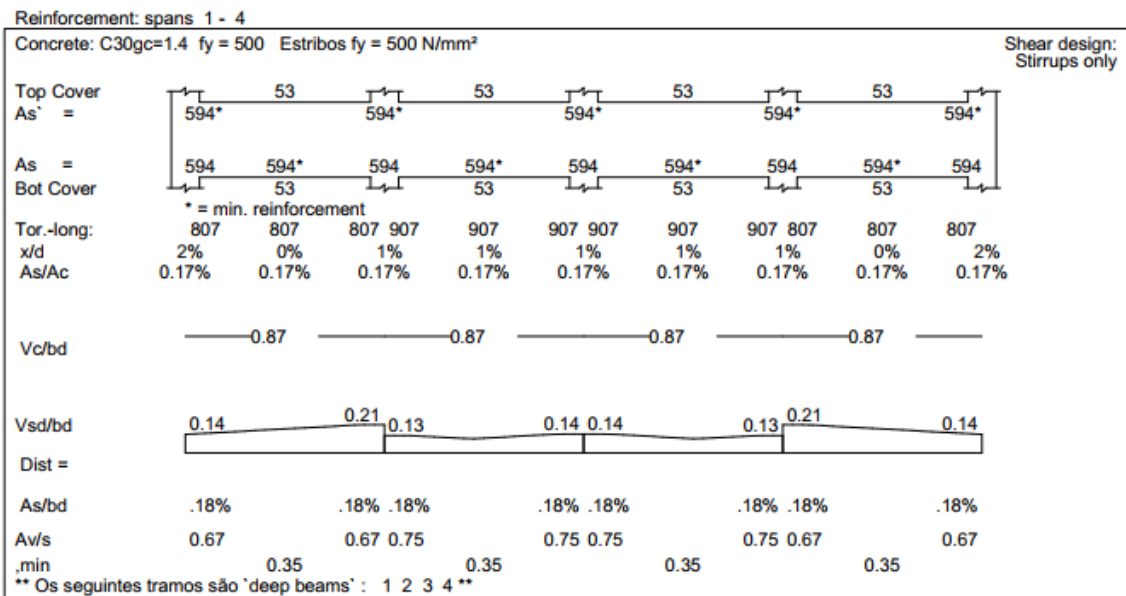 Reinforcement: spans 1 - 4
Concrete: C30gc=1.4 fy = 500 Estribos fy = 500 N/mm² Shear design:
Stirrups only
Top Cover 53 53 53 53
As` = 594* 594* 594* 594* 594*
As = 594 594* 594 594* 594 594* 594 594* 594
Bot Cover 53 53 53 53
* = min. reinforcement
Tor.-long: 807 807 807 907 907 907 907 907 907 807 807 807
x/d 2% 0% 1% 1% 1% 1% 1% 0% 2%
As/Ac 0.17% 0.17% 0.17% 0.17% 0.17% 0.17% 0.17% 0.17% 0.17%
Vc/bd 0.87 0.87 0.87 0.87
Vsd/bd 0.14 0.21 0.13 0.14 0.14 0.13 0.21 0.14
Dist =
As/bd .18% .18% .18% .18% .18% .18% .18% .18%
Av/s 0.67 0.67 0.75 0.75 0.75 0.75 0.67 0.67
,min 0.35 0.35 0.35 0.35
** Os seguintes tramos são `deep beams` : 1 2 3 4 **